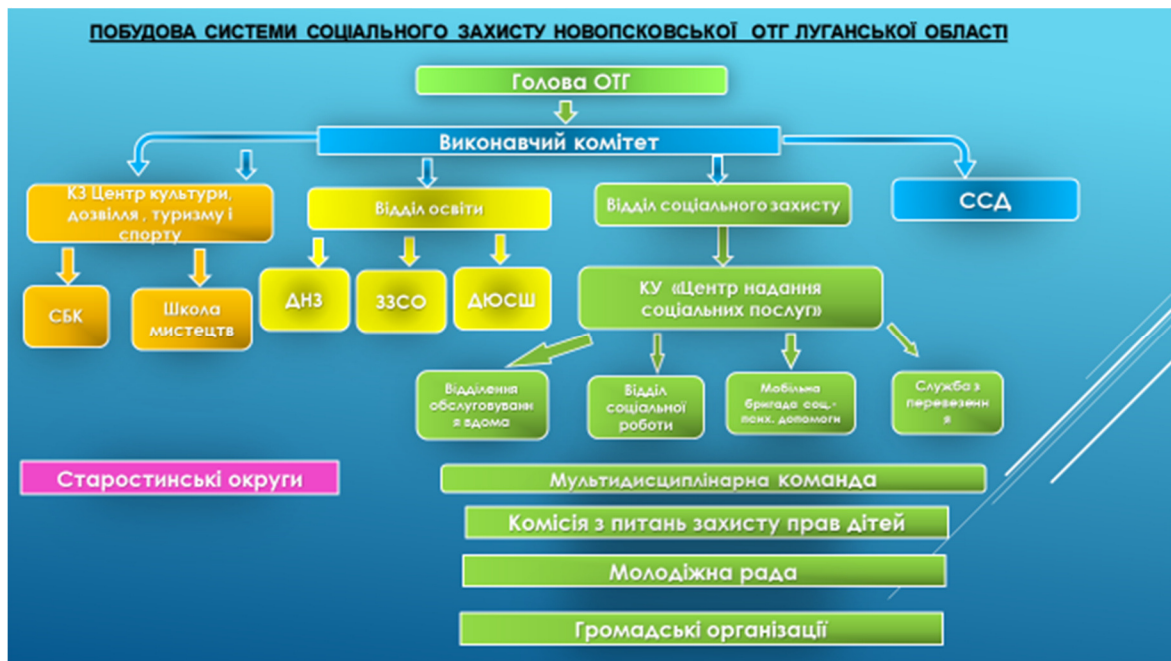 ПОБУДОВА СИСТЕМИ СОЦІАЛЬНОГО ЗАХИСТУ НОВОПСКОВСЬКОЇ ОТГ ЛУГАНСЬКОЇ ОБЛАСТІ
Голова ОТГ
Виконавчий комітет
КЗ Центр культури,
дозвілля , туризму і
спорту
Відділ освіти
Відділ соціального захисту
ССД
СБК
Школа
мистецтв
ДНЗ
ЗЗСО
ДЮСШ
КУ «Центр надання
соціальних послуг»
Відділення
обслуговуван
я вдома
Відділ
соціальної
роботи
Мобільна
бригада соц.-
псих. допомоги
Служба з
перевезенн
я
Старостинські округи
Мультидисциплінарна команда
Комісія з питань захисту прав дітей
Молодіжна рада
Громадські організації